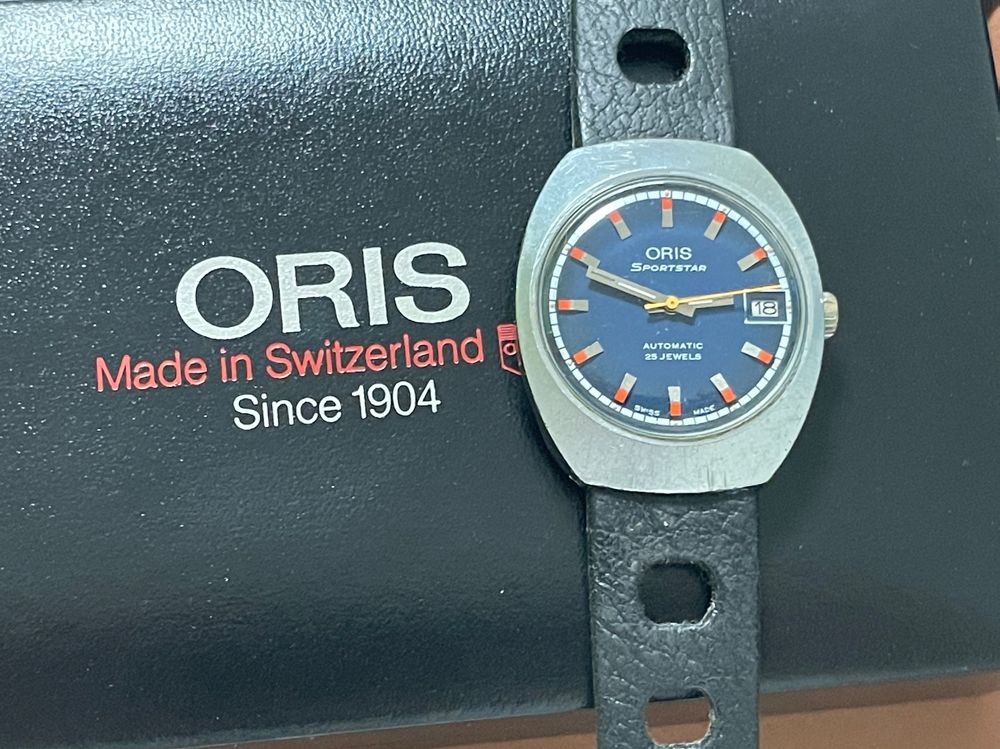 ORIS
Made in Switzerland
Since 1904
ORIS
SPORTSTAR
18
AUTOMATIC
25 JEWELS
SWISS MADE